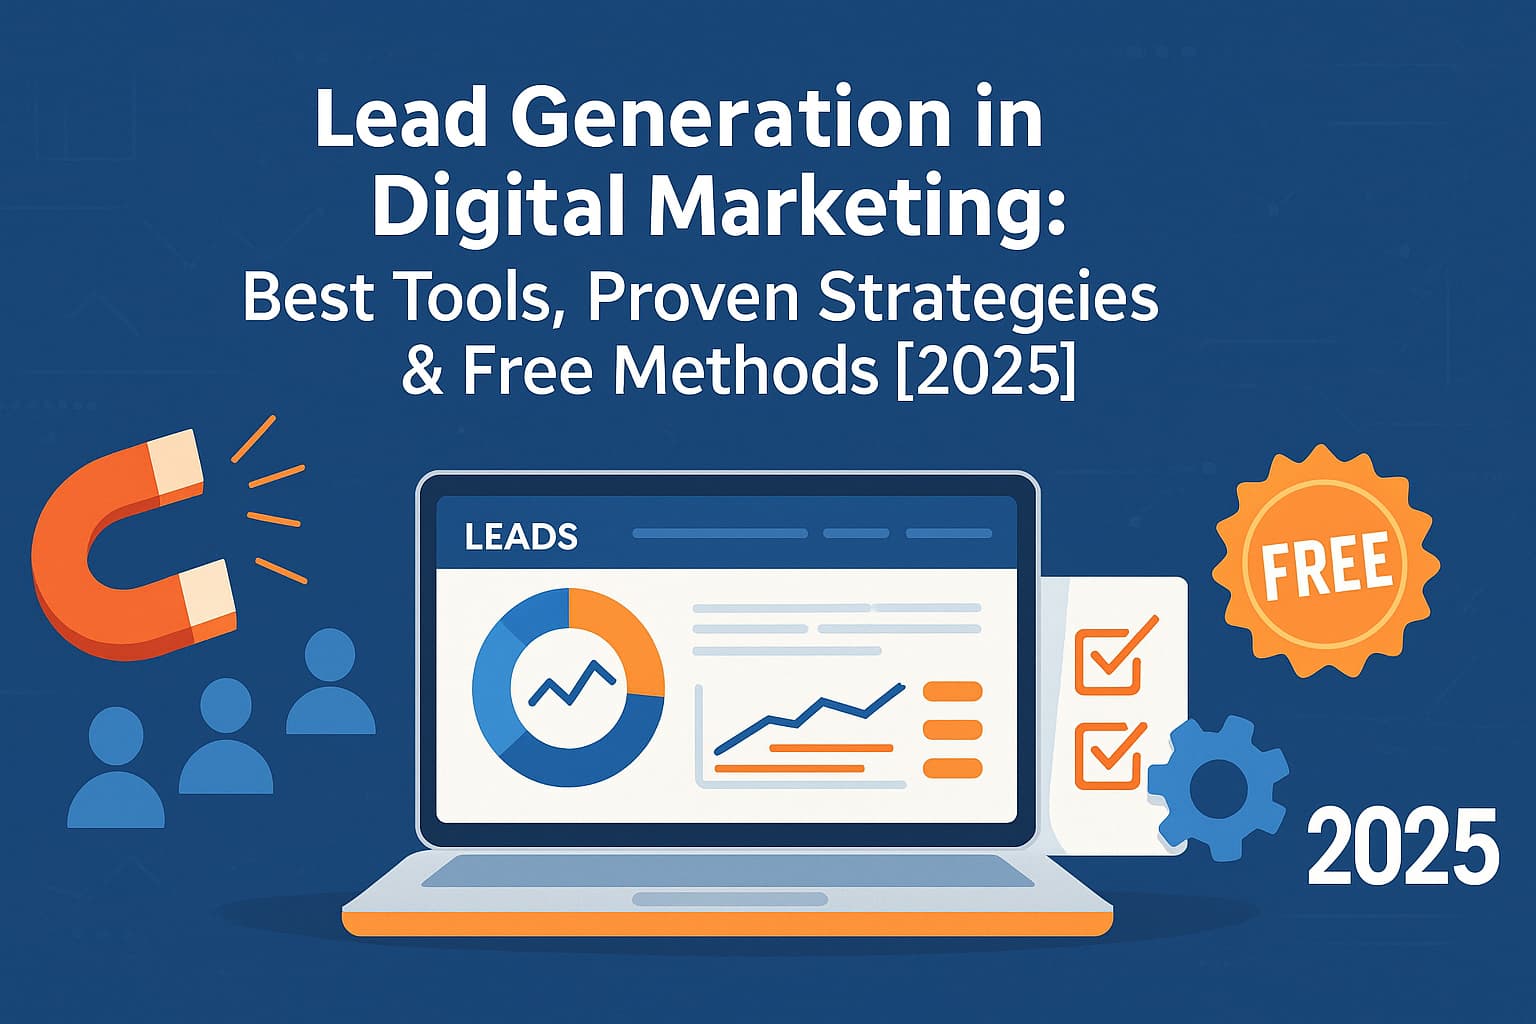 Lead Generation in
Digital Marketing:
Best Tools, Proven Strategeies
& Free Methods [2025]
LEADS
FREE
2025